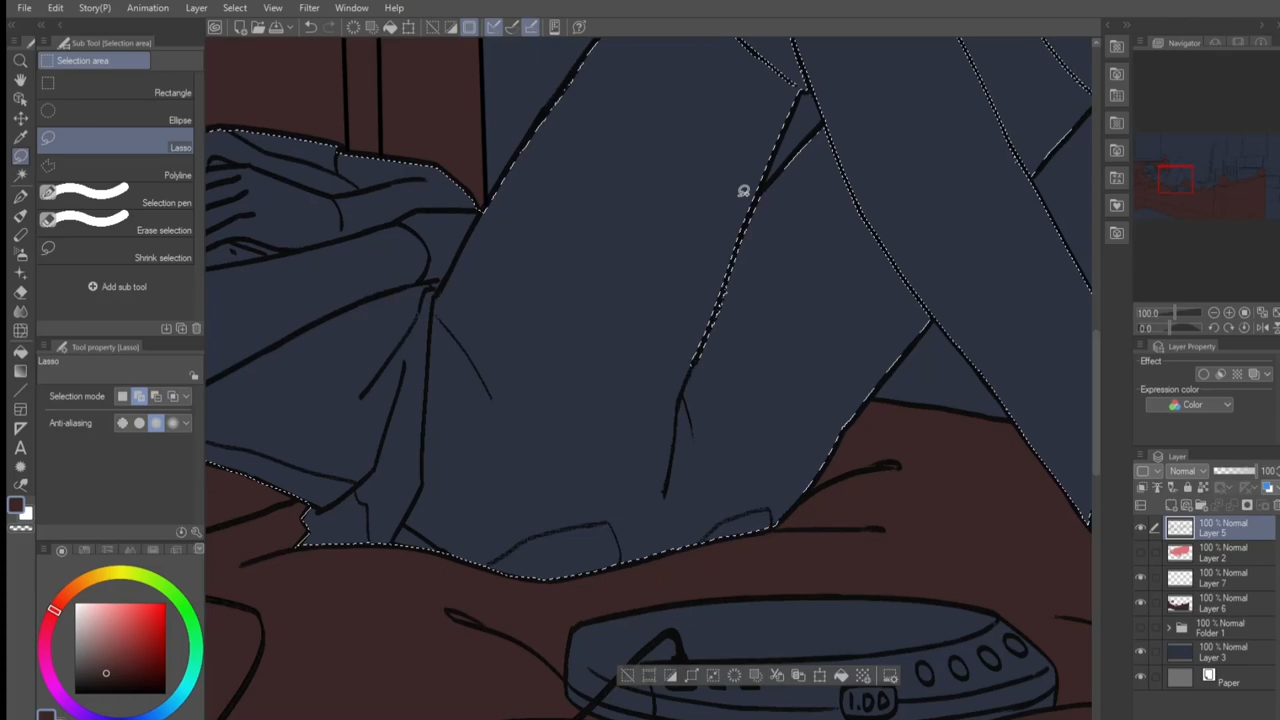 File Edit Story(P) Animation Layer Select View Filter Window Help
Sub Tool [Selection area]
Selection area
Rectangle
Ellipse
Lasso
Polyline
Selection pen
Erase selection
Shrink selection
Add sub tool
Tool property [Lasso]
Lasso
Selection mode
Anti-aliasing
1.00
Navigator
100.0
0.0
Layer Property
Effect
Expression color
Color
Layer
Normal 100
100 % Normal
Layer 5
100 % Normal
Layer 2
100 % Normal
Layer 7
100 % Normal
Layer 6
100 % Normal
Folder 1
100 % Normal
Layer 3
Paper